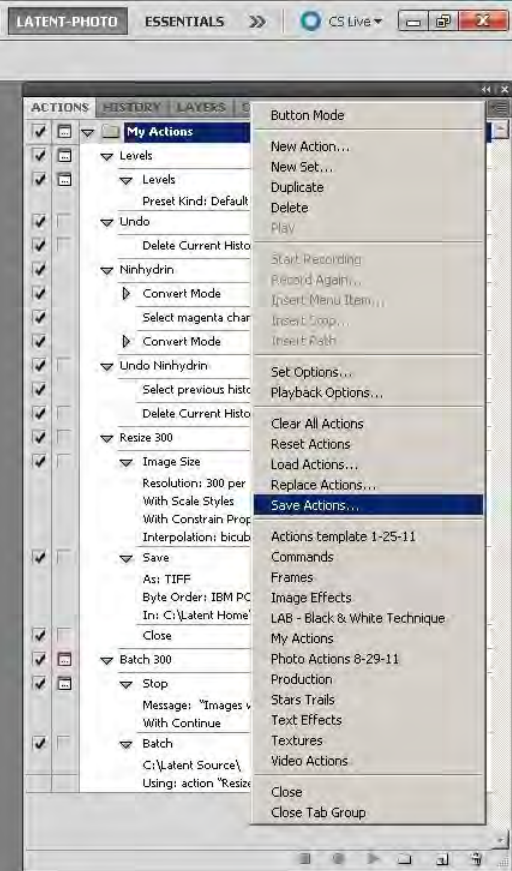 LATENT-PHOTO ESSENTIALS CS Live
ACTIONS HISTORY LAYERS
My Actions
Levels
Levels
Preset Kind: Default
Undo
Delete Current Histo
Ninhydrin
Convert Mode
Select magenta chan
Convert Mode
Undo Ninhydrin
Select previous histo
Delete Current Histo
Resize 300
Image Size
Resolution: 300 per
With Scale Styles
With Constrain Prop
Interpolation: bicub
Save
As: TIFF
Byte Order: IBM PC
In: C:\Latent Home\
Close
Batch 300
Stop
Message: "Images w
With Continue
Batch
C:\Latent Source\
Using: action "Resize
Button Mode
New Action...
New Set...
Duplicate
Delete
Play
Start Recording
Record Again...
Insert Menu Item...
Insert Stop...
Insert Path
Set Options...
Playback Options...
Clear All Actions
Reset Actions
Load Actions...
Replace Actions...
Save Actions...
Actions template 1-25-11
Commands
Frames
Image Effects
LAB - Black & White Technique
My Actions
Photo Actions 8-29-11
Production
Stars Trails
Text Effects
Textures
Video Actions
Close
Close Tab Group